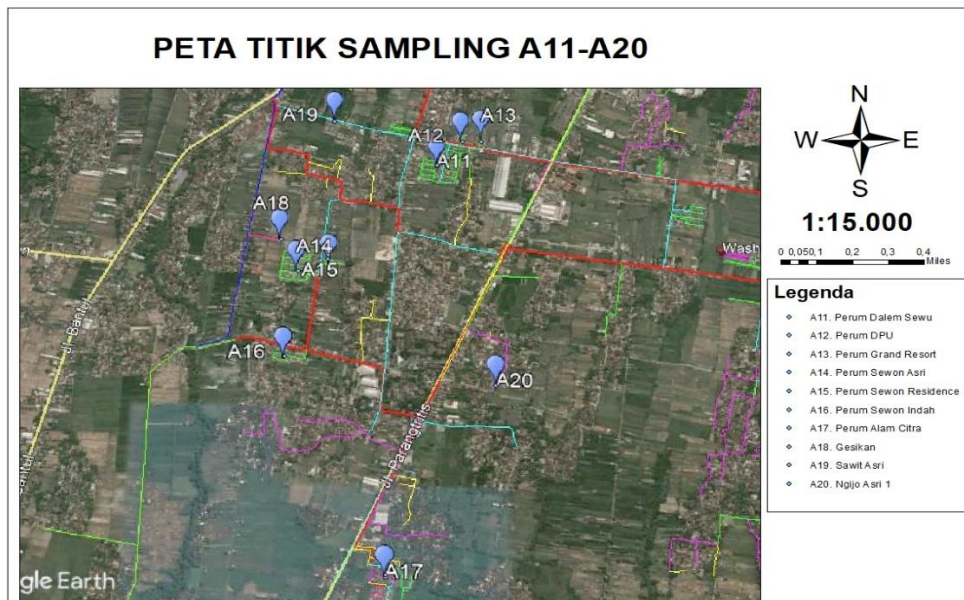 PETA TITIK SAMPLING A11-A20
A19
A13
A12
A11
A18
A14
A15
A16
A20
A17
Wash
Jl. Bantul
Jl. Parangtritis
gle Earth
N
W E
S
1:15.000
0 0,050,1 0,2 0,3 0,4
Miles
Legenda
A11. Perum Dalem Sewu
A12. Perum DPU
A13. Perum Grand Resort
A14. Perum Sewon Asri
A15. Perum Sewon Residence
A16. Perum Sewon Indah
A17. Perum Alam Citra
A18. Gesikan
A19. Sawit Asri
A20. Ngijo Asri 1